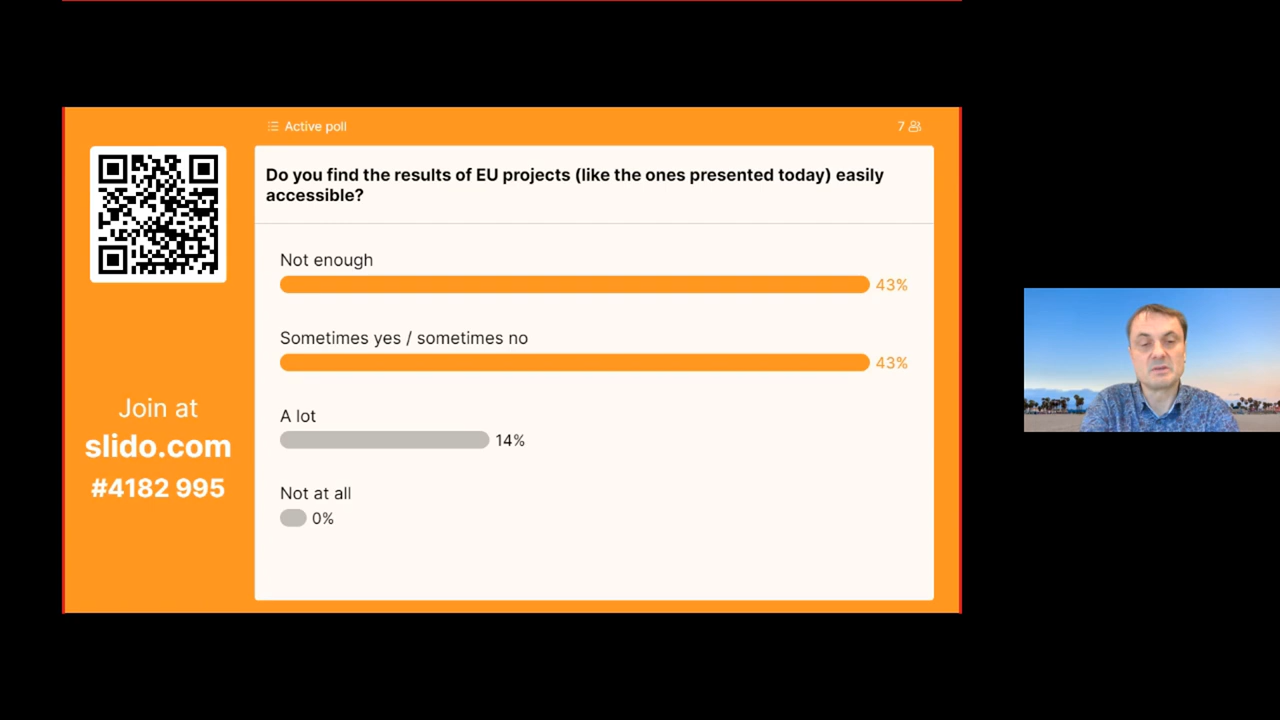 Active poll
7
Do you find the results of EU projects (like the ones presented today) easily
accessible?
Not enough
43%
Sometimes yes / sometimes no
43%
A lot
14%
Not at all
0%
Join at
slido.com
#4182 995